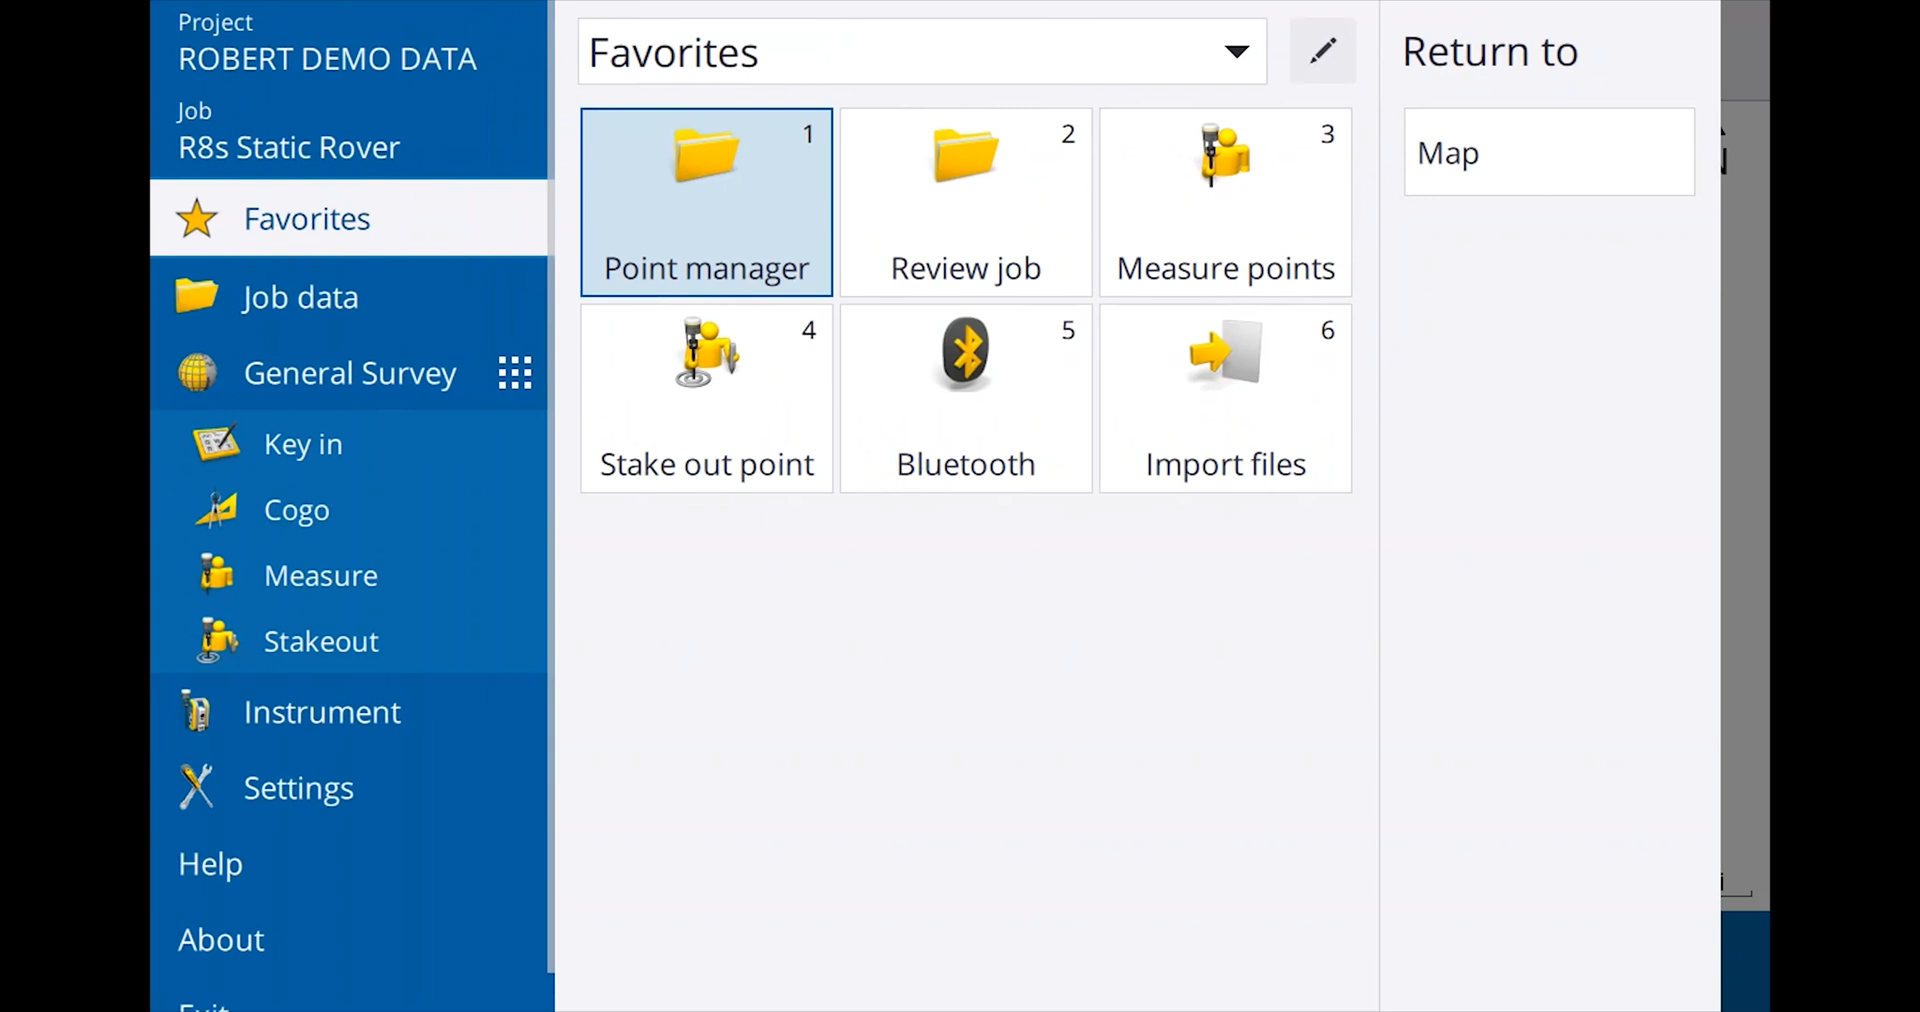 Project
ROBERT DEMO DATA
Job
R8s Static Rover
Favorites
Job data
General Survey
Key in
Cogo
Measure
Stakeout
Instrument
Settings
Help
About
Favorites
1
Point manager
2
Review job
3
Measure points
4
Stake out point
5
Bluetooth
6
Import files
Return to
Map